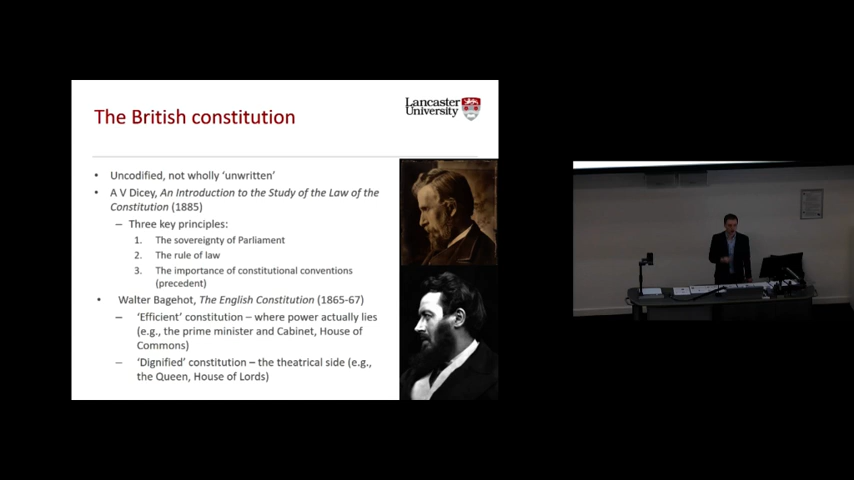 The British constitution
Lancaster
University
• Uncodified, not wholly ‘unwritten’
• A V Dicey, An Introduction to the Study of the Law of the
Constitution (1885)
– Three key principles:
1. The sovereignty of Parliament
2. The rule of law
3. The importance of constitutional conventions
(precedent)
• Walter Bagehot, The English Constitution (1865-67)
– ‘Efficient’ constitution – where power actually lies
(e.g., the prime minister and Cabinet, House of
Commons)
– ‘Dignified’ constitution – the theatrical side (e.g.,
the Queen, House of Lords)